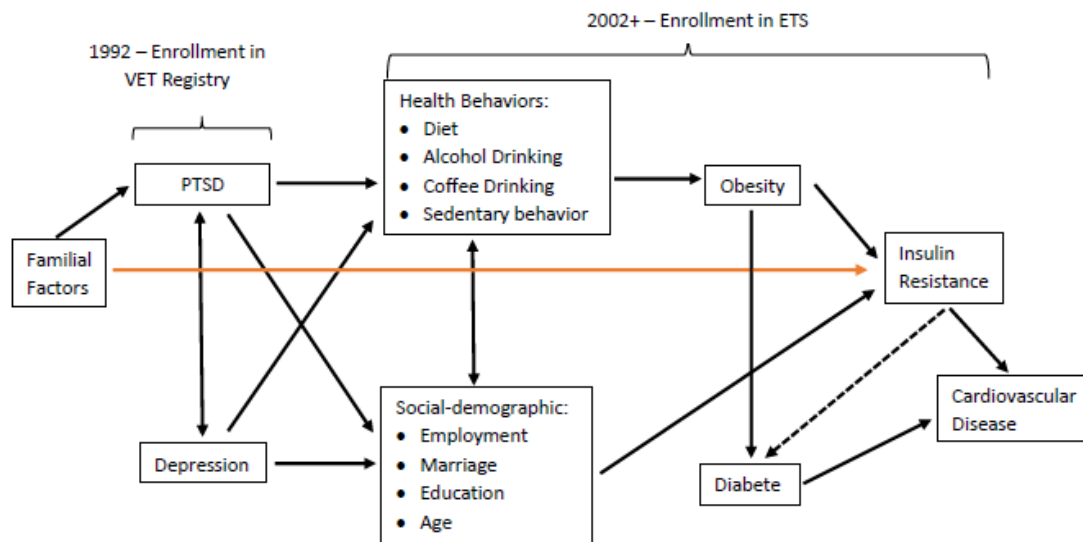 2002+ – Enrollment in ETS
1992 – Enrollment in
VET Registry
Health Behaviors:
• Diet
• Alcohol Drinking
• Coffee Drinking
• Sedentary behavior
PTSD
Obesity
Familial
Factors
Insulin
Resistance
Social-demographic:
• Employment
• Marriage
• Education
• Age
Cardiovascular
Disease
Depression
Diabete